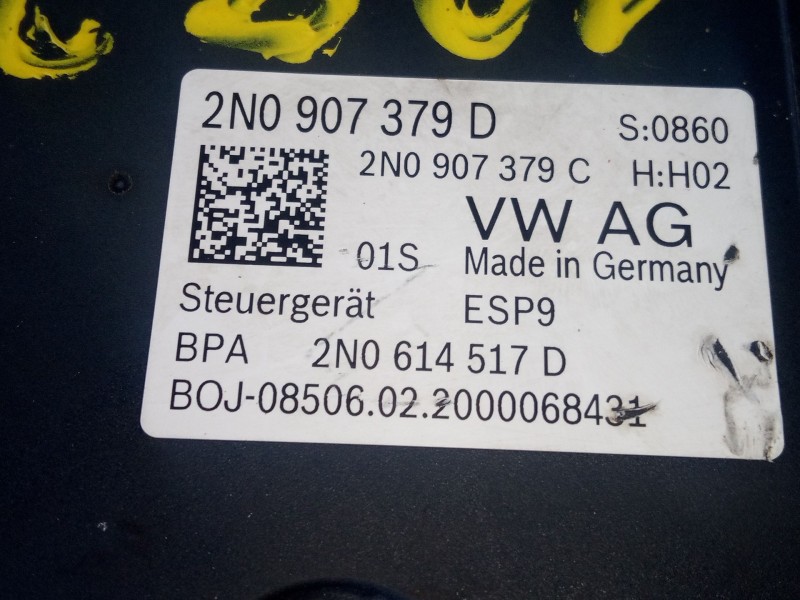 2N0 907 379 D S:0860
2N0 907 379 C H:H02
VW AG
01S Made in Germany
Steuergerät ESP9
BPA 2N0 614 517 D
BOJ-08506.02.2000068431